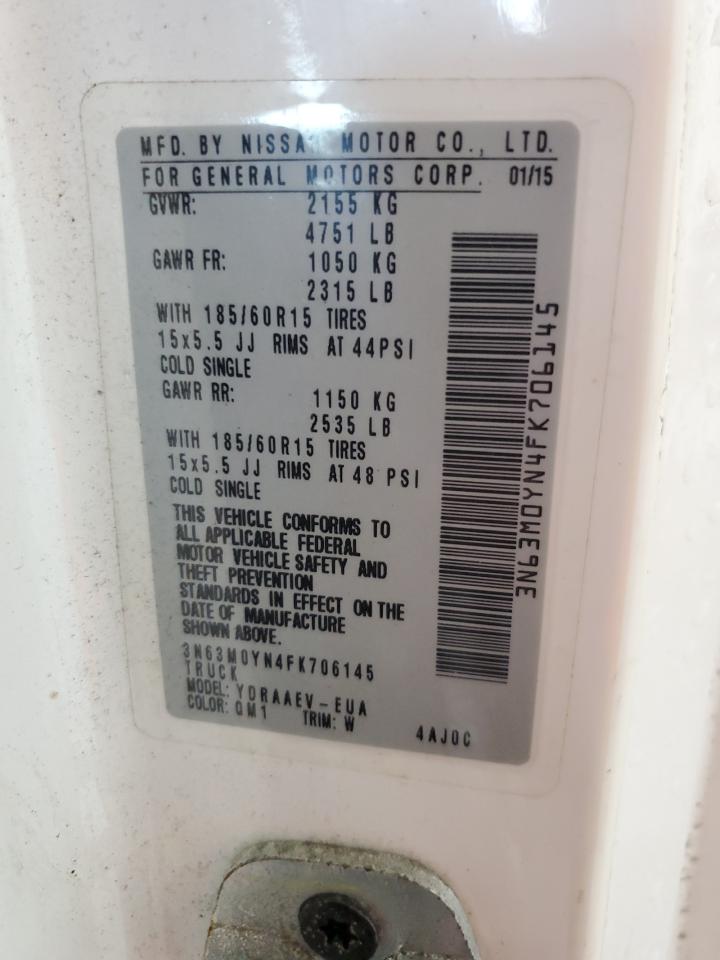 MFD. BY NISSAN MOTOR CO., LTD.
FOR GENERAL MOTORS CORP. 01/15
GVWR: 2155 KG
4751 LB
GAWR FR: 1050 KG
2315 LB
WITH 185/60R15 TIRES
15x5.5 JJ RIMS AT 44PSI
COLD SINGLE
GAWR RR: 1150 KG
2535 LB
WITH 185/60R15 TIRES
15x5.5 JJ RIMS AT 48 PSI
COLD SINGLE
THIS VEHICLE CONFORMS TO
ALL APPLICABLE FEDERAL
MOTOR VEHICLE SAFETY AND
THEFT PREVENTION
STANDARDS IN EFFECT ON THE
DATE OF MANUFACTURE
SHOWN ABOVE.
3N63M0YN4FK706145
TRUCK
MODEL: YDRAAEV-EUA
COLOR: QM1 TRIM: W 4AJ0C
3N63M0YN4FK706145